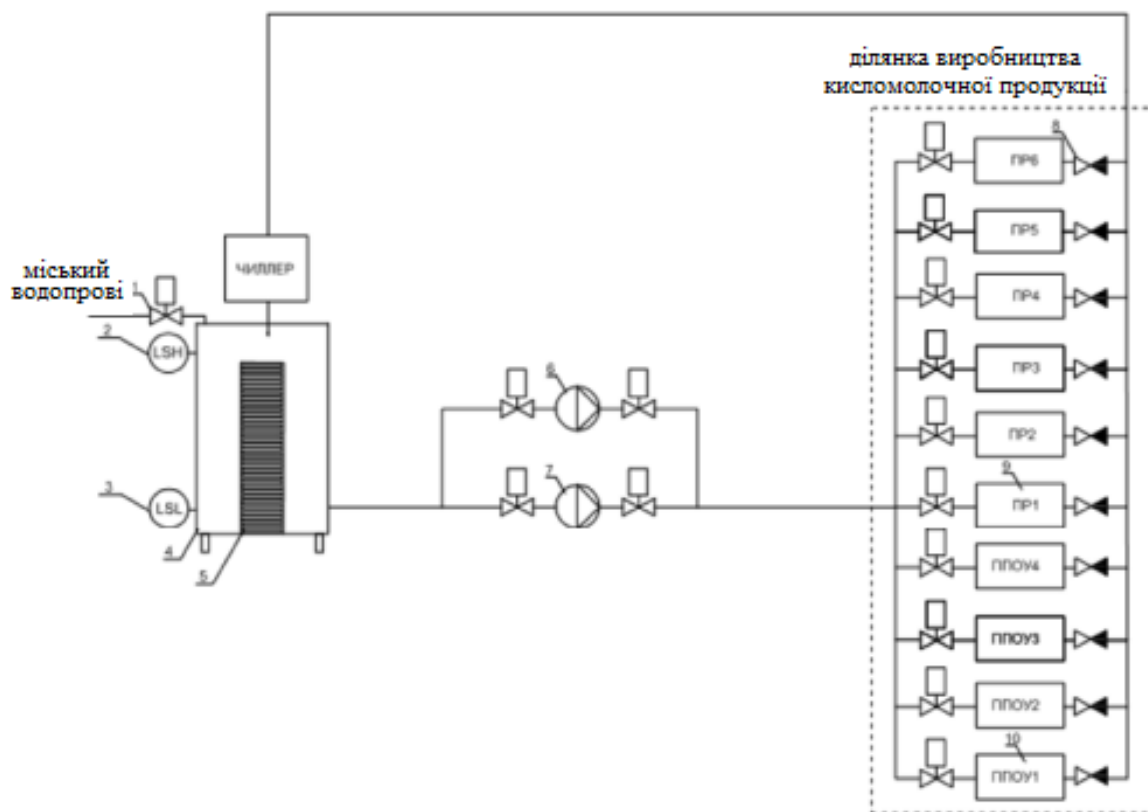 ділянка виробництва
кисломолочної продукції
8
ПР6
ПР5
ЧИЛЛЕР
міський
водопрові
1
ПР4
2
LSH
6
ПР3
ПР2
9
3
LSL
7
ПР1
4
5
ППОУ4
ППОУ3
ППОУ2
10
ППОУ1